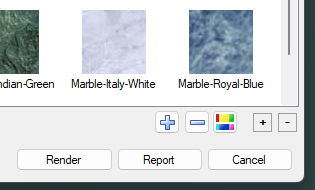 ndian-Green Marble-Italy-White Marble-Royal-Blue
+ -
Render Report Cancel